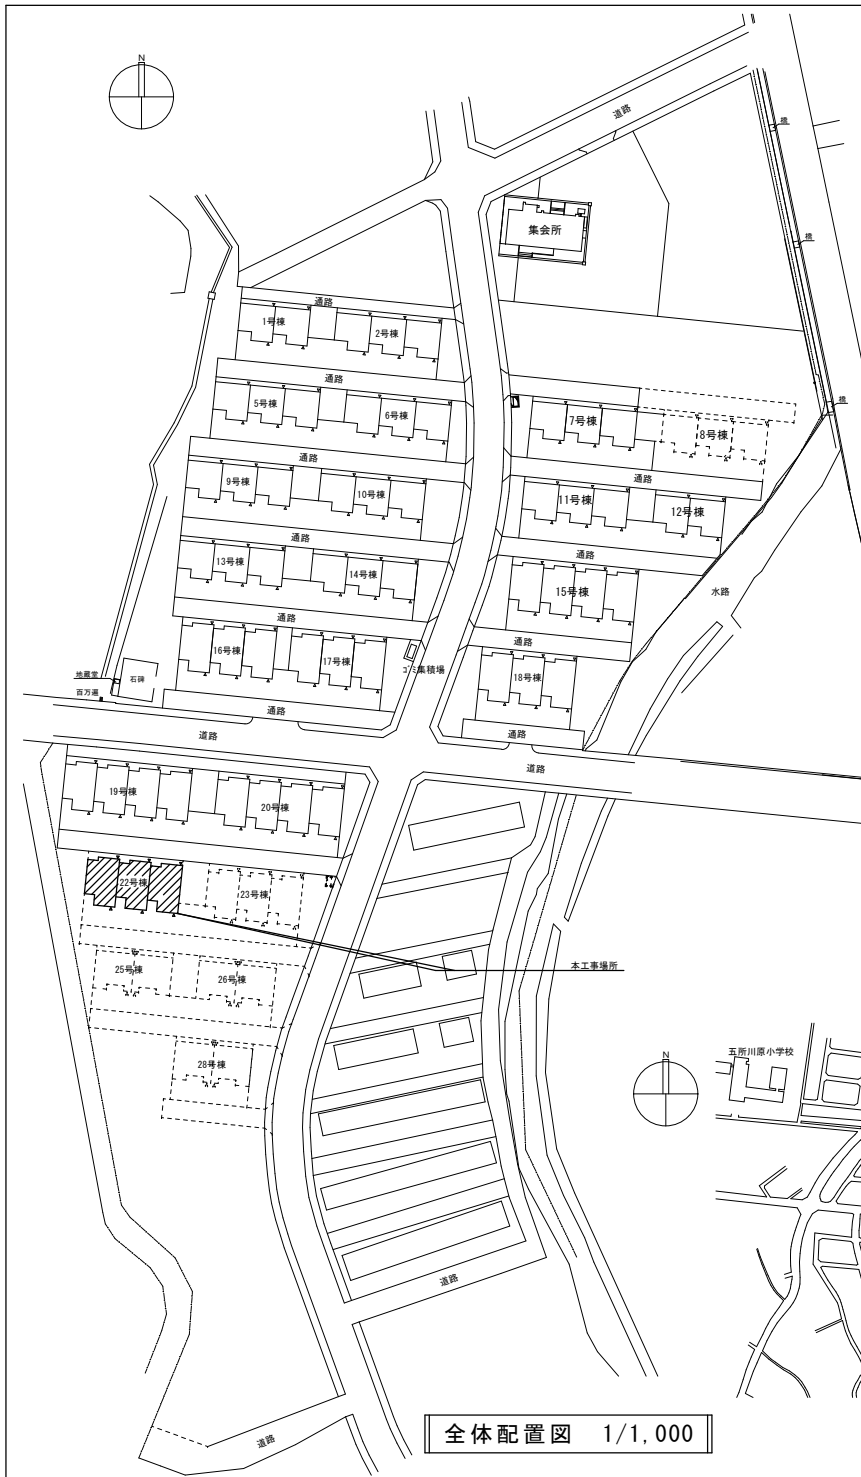 N
道路
橋
集会所
橋
通路
1号棟
2号棟
通路
5号棟
6号棟
橋
7号棟
8号棟
通路
9号棟
10号棟
通路
11号棟
12号棟
通路
13号棟
14号棟
通路
15号棟
水路
通路
16号棟
17号棟
通路
ゴミ集積場
18号棟
地蔵堂
石碑
百万遍
通路
通路
道路
道路
19号棟
20号棟
22号棟
23号棟
25号棟
26号棟
本工事場所
28号棟
N
五所川原小学校
道路
道路
全体配置図 1/1,000